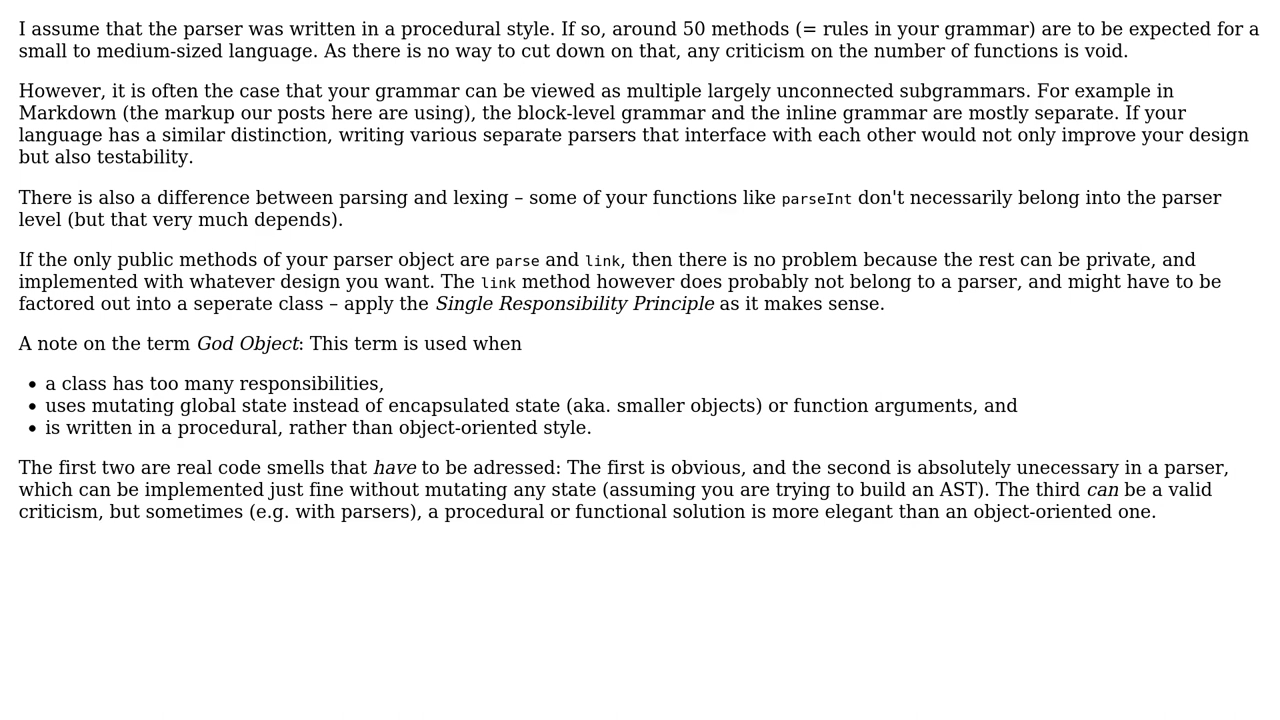 I assume that the parser was written in a procedural style. If so, around 50 methods (= rules in your grammar) are to be expected for a
small to medium-sized language. As there is no way to cut down on that, any criticism on the number of functions is void.
However, it is often the case that your grammar can be viewed as multiple largely unconnected subgrammars. For example in
Markdown (the markup our posts here are using), the block-level grammar and the inline grammar are mostly separate. If your
language has a similar distinction, writing various separate parsers that interface with each other would not only improve your design
but also testability.
There is also a difference between parsing and lexing – some of your functions like parseInt don't necessarily belong into the parser
level (but that very much depends).
If the only public methods of your parser object are parse and link, then there is no problem because the rest can be private, and
implemented with whatever design you want. The link method however does probably not belong to a parser, and might have to be
factored out into a seperate class – apply the Single Responsibility Principle as it makes sense.
A note on the term God Object: This term is used when
• a class has too many responsibilities,
• uses mutating global state instead of encapsulated state (aka. smaller objects) or function arguments, and
• is written in a procedural, rather than object-oriented style.
The first two are real code smells that have to be adressed: The first is obvious, and the second is absolutely unecessary in a parser,
which can be implemented just fine without mutating any state (assuming you are trying to build an AST). The third can be a valid
criticism, but sometimes (e.g. with parsers), a procedural or functional solution is more elegant than an object-oriented one.